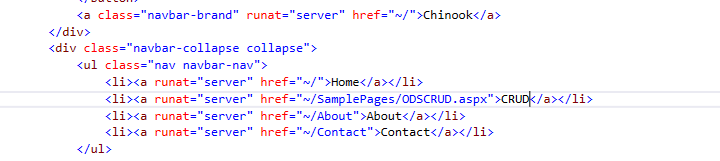 </button>
<a class="navbar-brand" runat="server" href="~/">Chinook</a>
</div>
<div class="navbar-collapse collapse">
<ul class="nav navbar-nav">
<li><a runat="server" href="~/">Home</a></li>
<li><a runat="server" href="~/SamplePages/ODSCRUD.aspx">CRUD</a></li>
<li><a runat="server" href="~/About">About</a></li>
<li><a runat="server" href="~/Contact">Contact</a></li>
</ul>